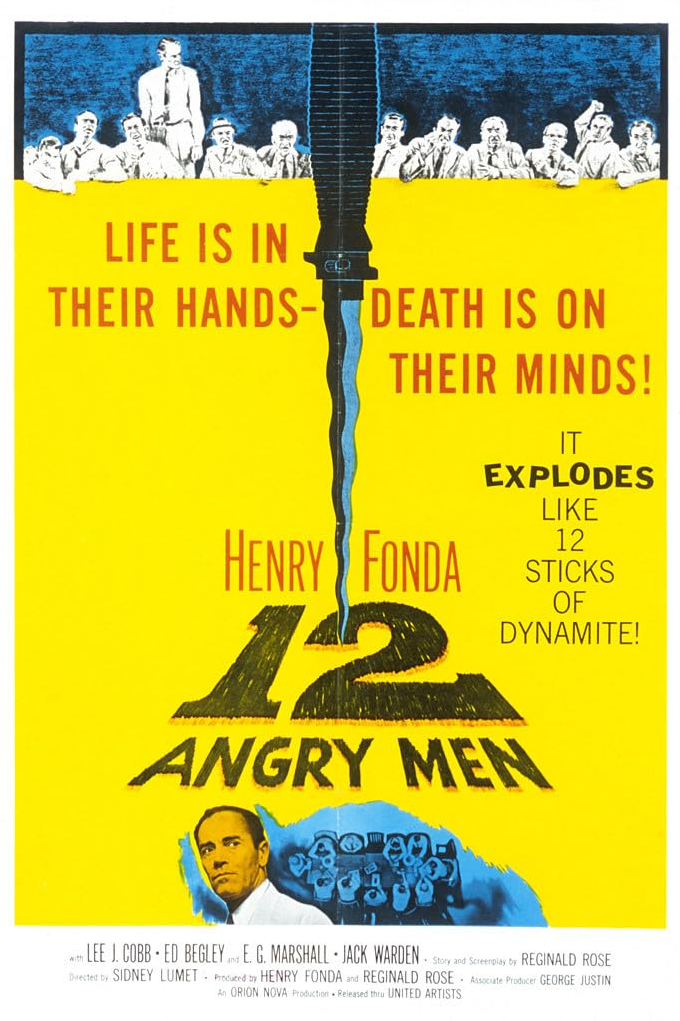 LIFE IS IN
THEIR HANDS- DEATH IS ON
THEIR MINDS!
IT
EXPLODES
LIKE
12
STICKS
OF
DYNAMITE!
HENRY FONDA
12
ANGRY MEN
with LEE J. COBB · ED BEGLEY and E. G. MARSHALL · JACK WARDEN · Story and Screenplay by REGINALD ROSE
Directed by SIDNEY LUMET · Produced by HENRY FONDA and REGINALD ROSE · Associate Producer GEORGE JUSTIN
An ORION NOVA Production · Released thru UNITED ARTISTS